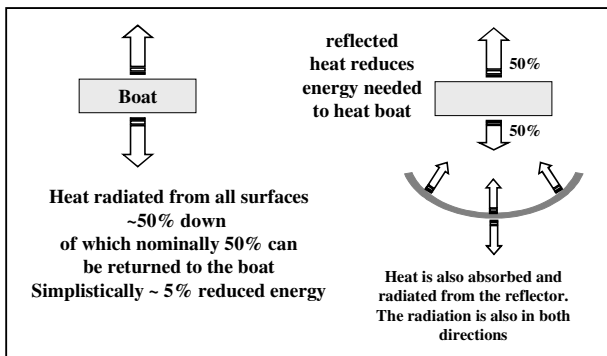 Boat
Heat radiated from all surfaces
~50% down
of which nominally 50% can
be returned to the boat
Simplistically ~ 5% reduced energy
reflected
heat reduces
energy needed
to heat boat
50%
50%
Heat is also absorbed and
radiated from the reflector.
The radiation is also in both
directions